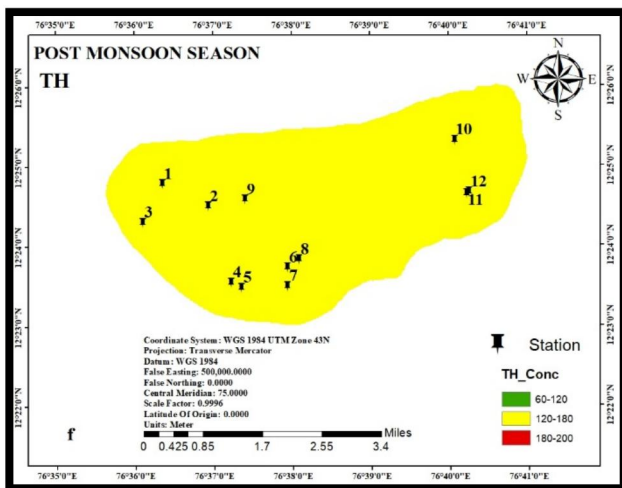 76°35'0"E 76°36'0"E 76°37'0"E 76°38'0"E 76°39'0"E 76°40'0"E 76°41'0"E
POST MONSOON SEASON
TH
N
W E
S
12°26'0"N 12°26'0"N
12°25'0"N 12°25'0"N
12°24'0"N 12°24'0"N
12°23'0"N 12°23'0"N
12°22'0"N 12°22'0"N
10
1
12
2 9
11
3
8
6
4 5 7
Coordinate System: WGS 1984 UTM Zone 43N
Projection: Transverse Mercator
Datum: WGS 1984
False Easting: 500,000.0000
False Northing: 0.0000
Central Meridian: 75.0000
Scale Factor: 0.9996
Latitude Of Origin: 0.0000
Units: Meter
Station
TH_Conc
60-120
120-180
180-200
f
Miles
0 0.425 0.85 1.7 2.55 3.4
76°35'0"E 76°36'0"E 76°37'0"E 76°38'0"E 76°39'0"E 76°40'0"E 76°41'0"E